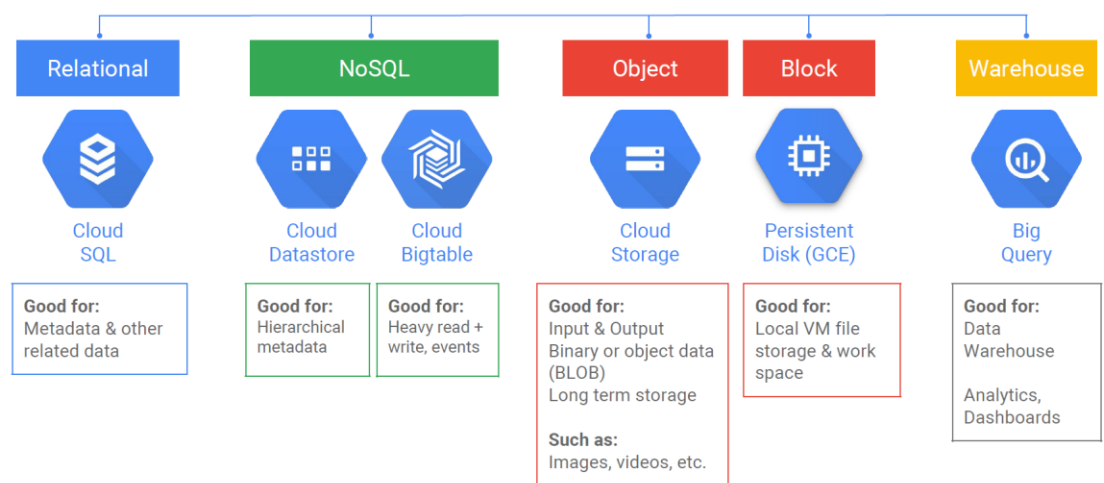 Relational
NoSQL
Object
Block
Warehouse
Cloud
SQL
Cloud
Datastore
Cloud
Bigtable
Cloud
Storage
Persistent
Disk (GCE)
Big
Query
Good for:
Metadata & other
related data
Good for:
Hierarchical
metadata
Good for:
Heavy read +
write, events
Good for:
Input & Output
Binary or object data
(BLOB)
Long term storage
Such as:
Images, videos, etc.
Good for:
Local VM file
storage & work
space
Good for:
Data
Warehouse
Analytics,
Dashboards